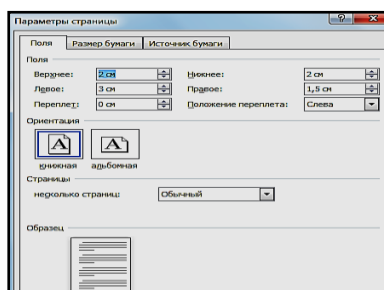 Параметры страницы
Поля Размер бумаги Источник бумаги
Поля
Верхнее: 2 см Нижнее: 2 см
Левое: 3 см Правое: 1,5 см
Переплет: 0 см Положение переплета: Слева
Ориентация
книжная альбомная
Страницы
несколько страниц: Обычный
Образец